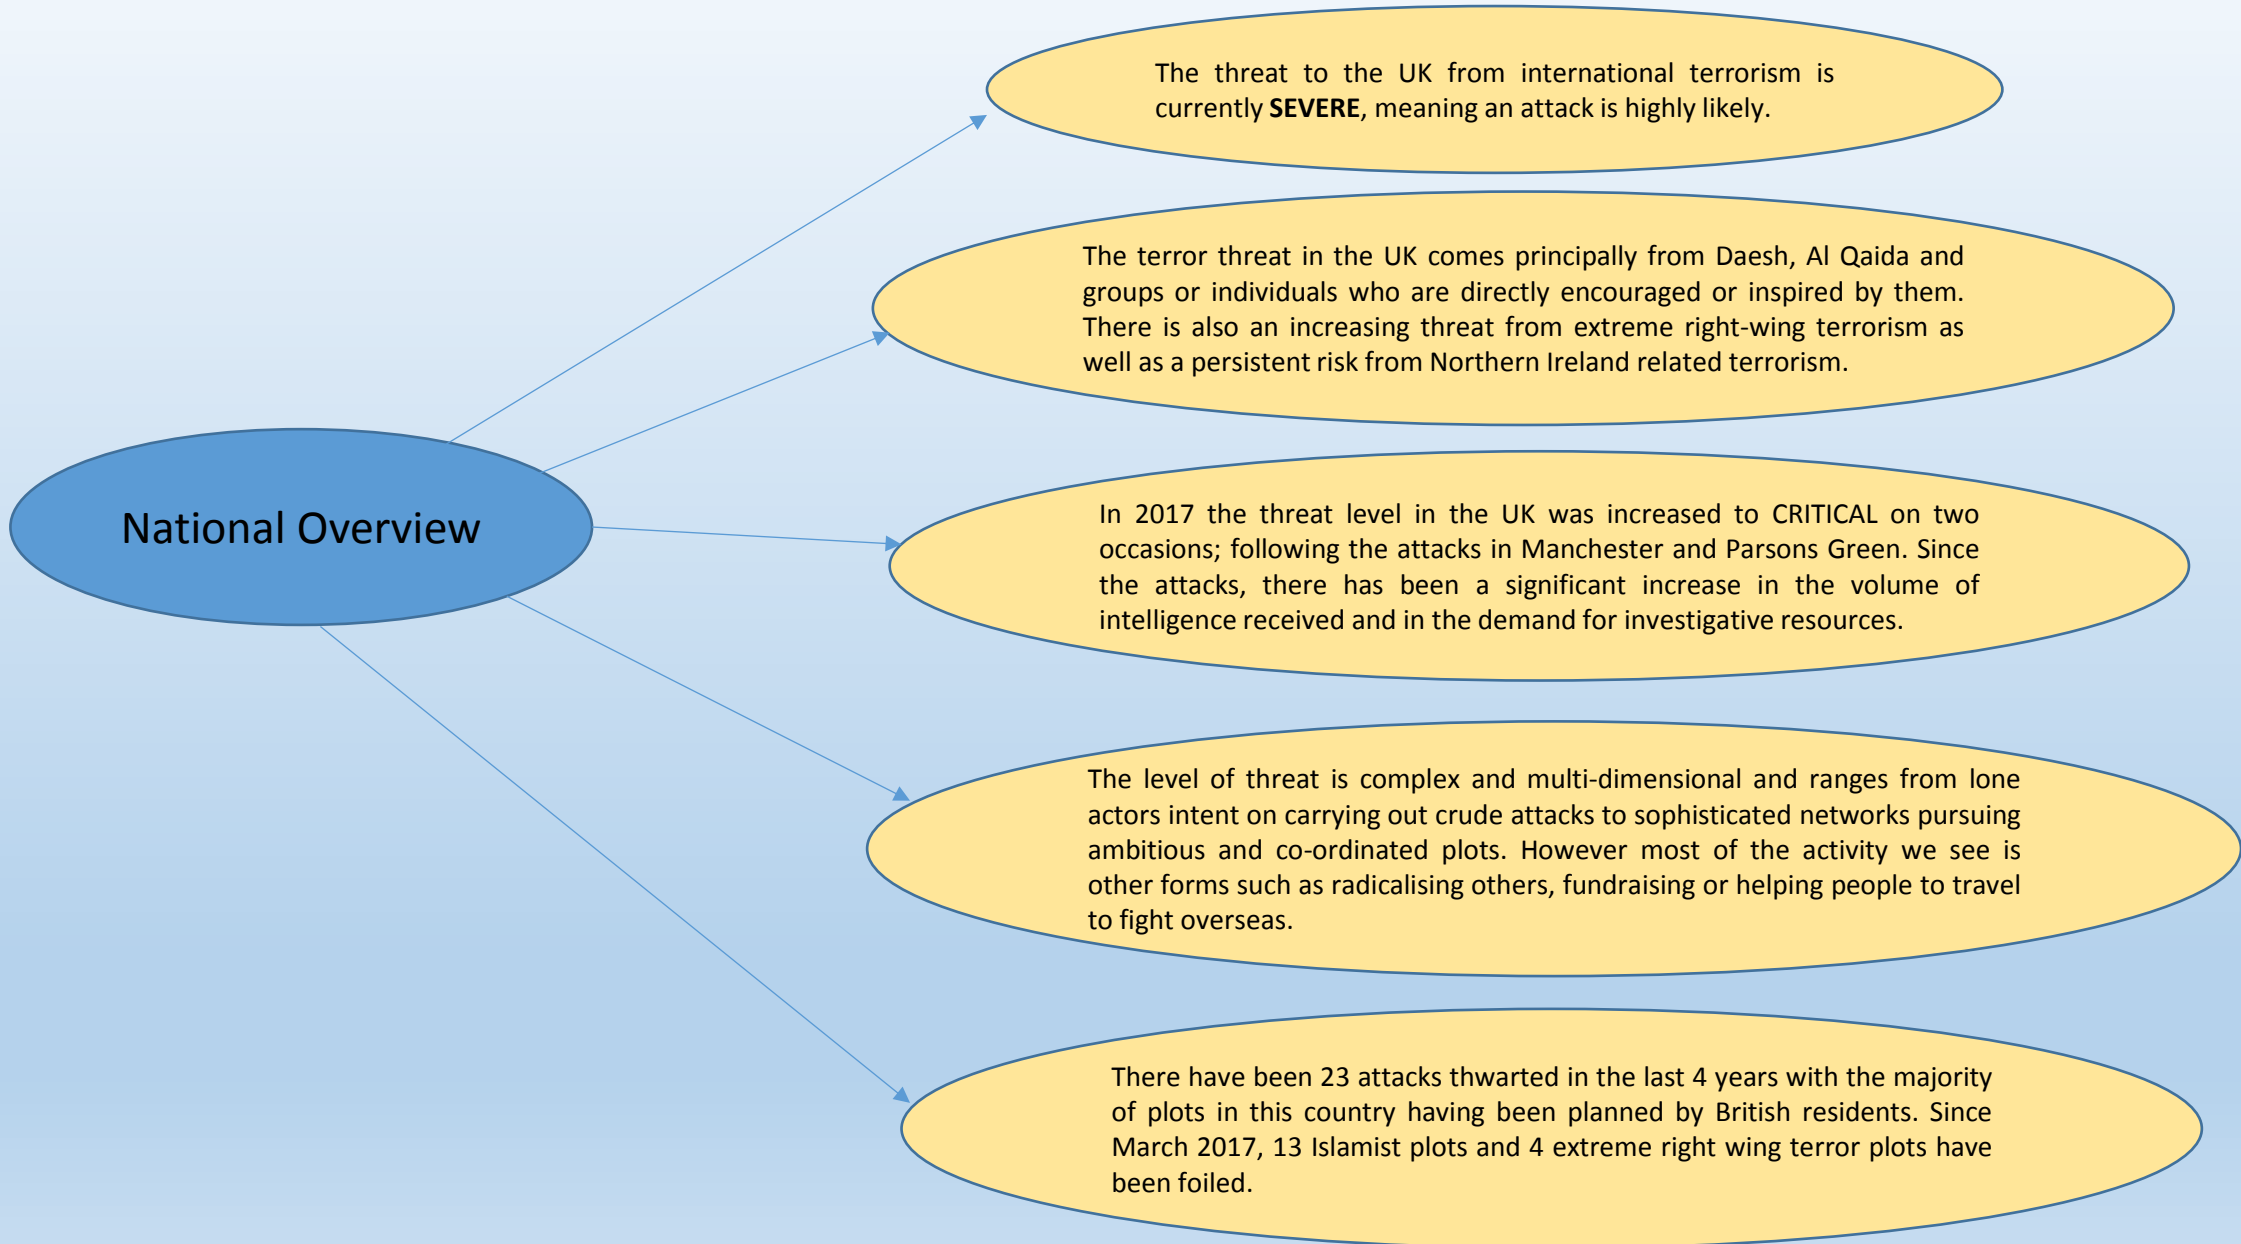 The threat to the UK from international terrorism is
currently SEVERE, meaning an attack is highly likely.
The terror threat in the UK comes principally from Daesh, Al Qaida and
groups or individuals who are directly encouraged or inspired by them.
There is also an increasing threat from extreme right-wing terrorism as
well as a persistent risk from Northern Ireland related terrorism.
National Overview
In 2017 the threat level in the UK was increased to CRITICAL on two
occasions; following the attacks in Manchester and Parsons Green. Since
the attacks, there has been a significant increase in the volume of
intelligence received and in the demand for investigative resources.
The level of threat is complex and multi-dimensional and ranges from lone
actors intent on carrying out crude attacks to sophisticated networks pursuing
ambitious and co-ordinated plots. However most of the activity we see is
other forms such as radicalising others, fundraising or helping people to travel
to fight overseas.
There have been 23 attacks thwarted in the last 4 years with the majority
of plots in this country having been planned by British residents. Since
March 2017, 13 Islamist plots and 4 extreme right wing terror plots have
been foiled.